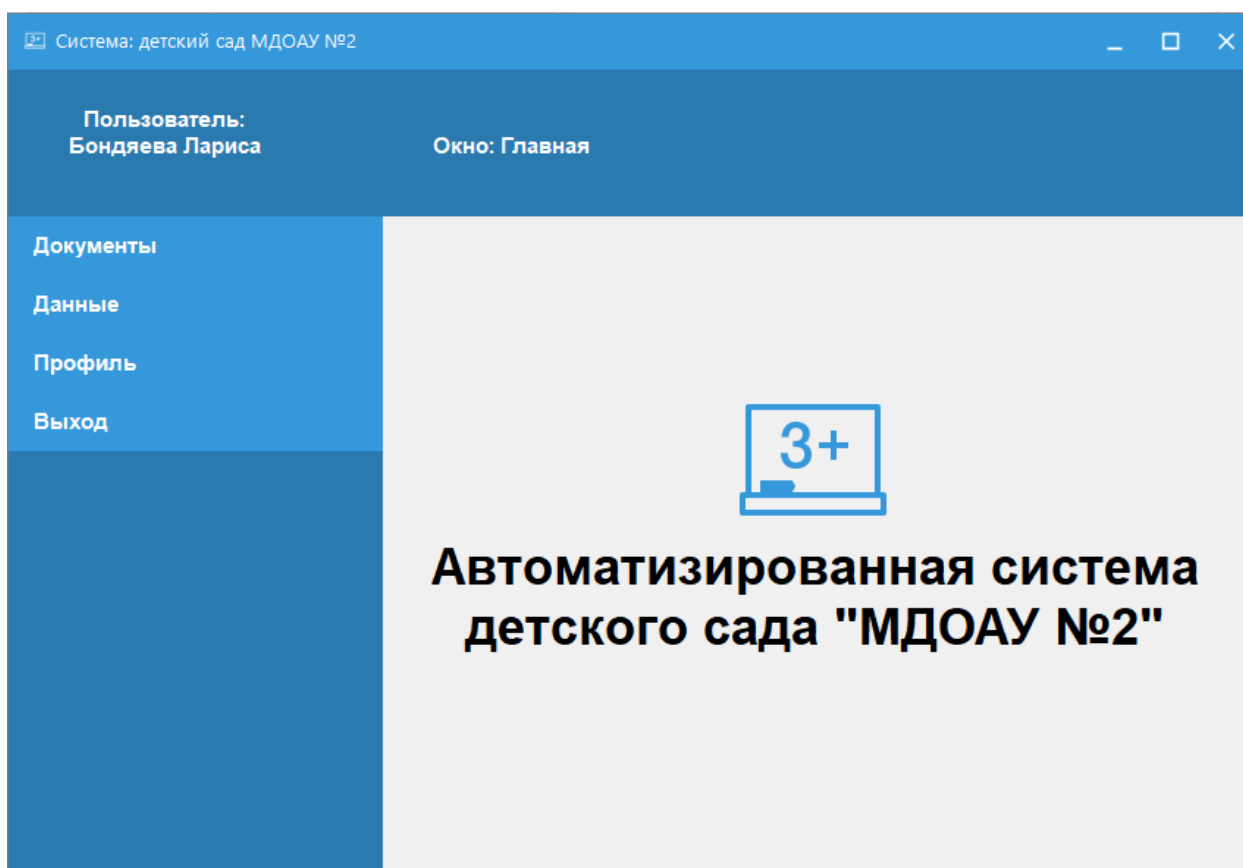 Система: детский сад МДОАУ №2
Пользователь:
Бондяева Лариса
Окно: Главная
Документы
Данные
Профиль
Выход
3+
Автоматизированная система
детского сада "МДОАУ №2"